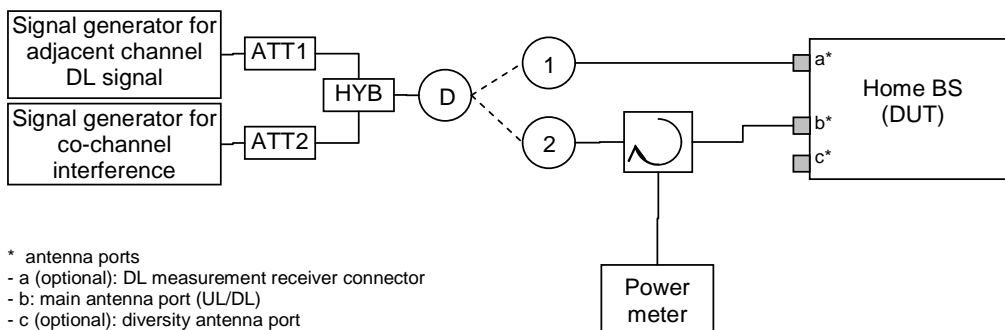 Signal generator for
adjacent channel
DL signal
ATT1
HYB
D
1
2
Signal generator for
co-channel
interference
ATT2
a*
b*
c*
Home BS
(DUT)
Power
meter
* antenna ports
- a (optional): DL measurement receiver connector
- b: main antenna port (UL/DL)
- c (optional): diversity antenna port